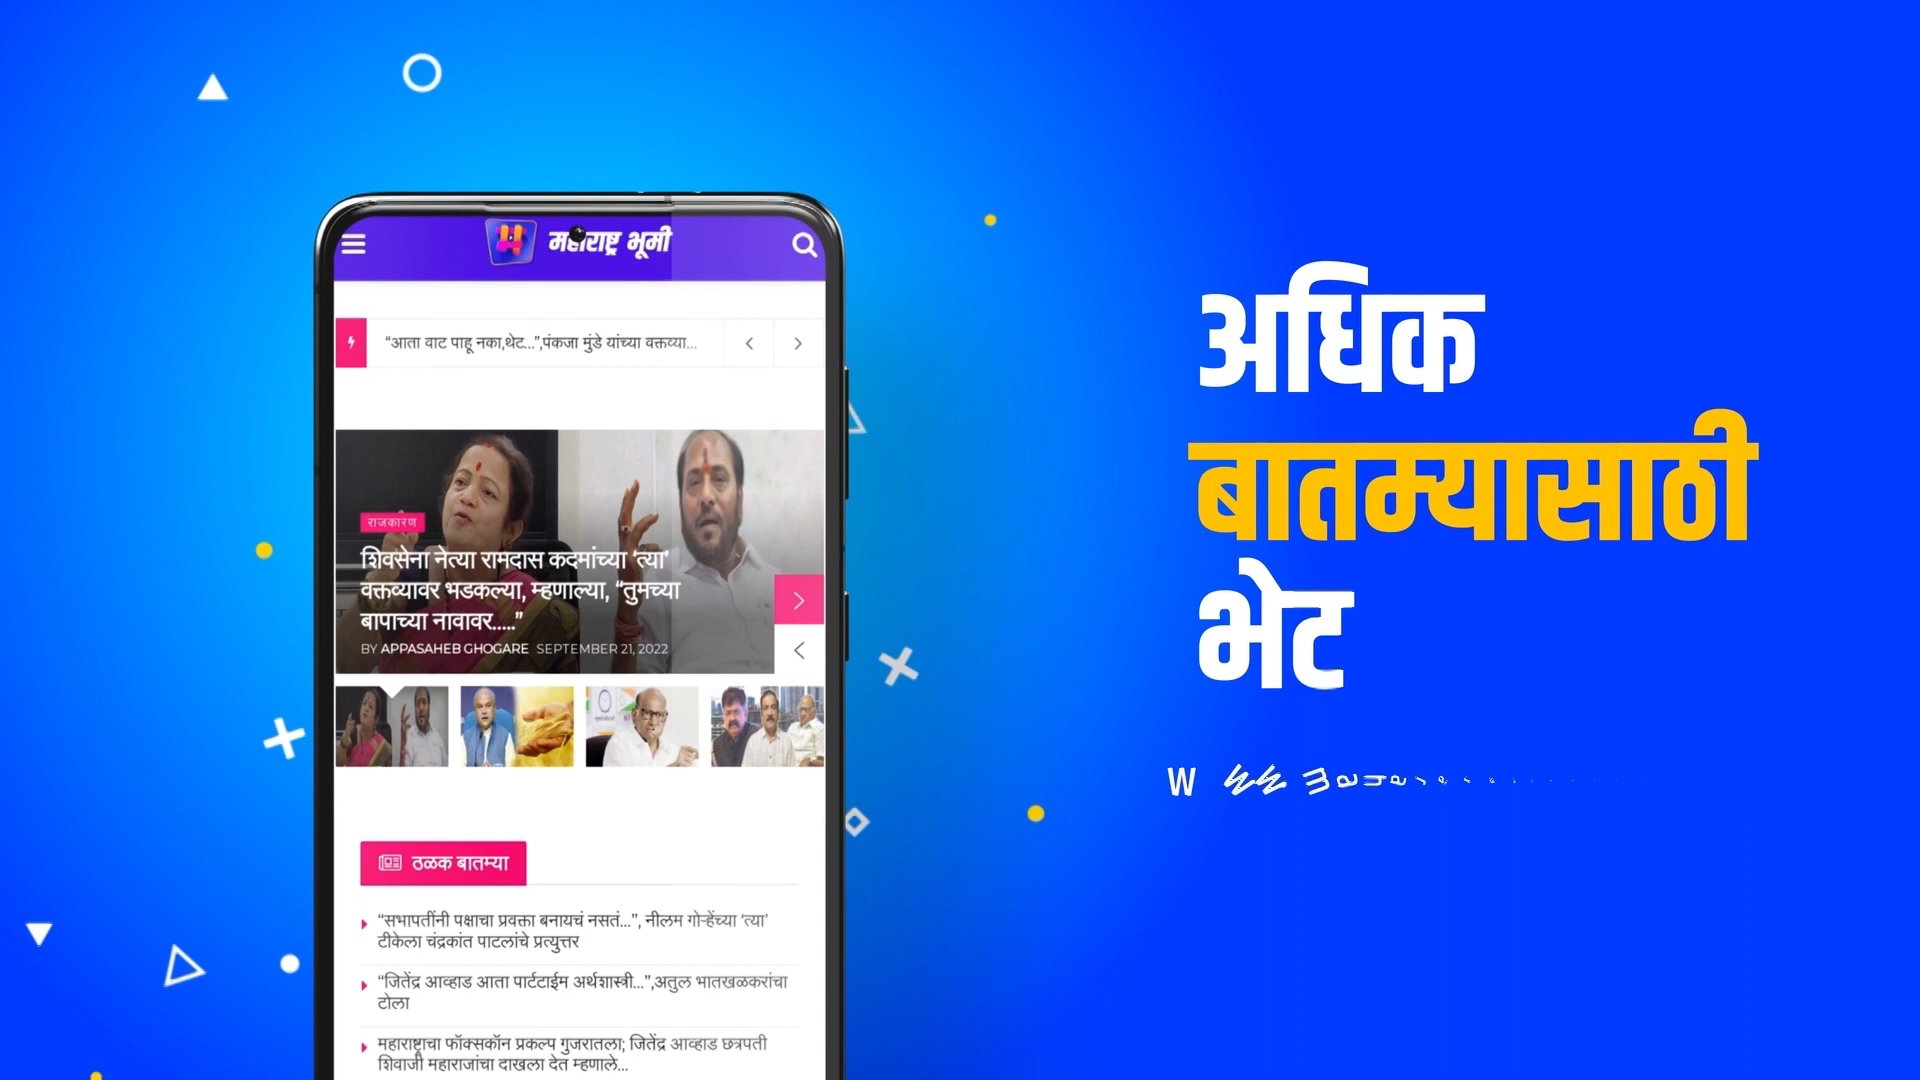 महाराष्ट्र भूमी
“आता वाट पाहू नका,थेट...”,पंकजा मुंडे यांच्या वक्तव्या...
राजकारण
शिवसेना नेत्या रामदास कदमांच्या ‘त्या’
वक्तव्यावर भडकल्या, म्हणाल्या, “तुमच्या
बापाच्या नावावर.....”
BY APPASAHEB GHOGARE SEPTEMBER 21, 2022
ठळक बातम्या
“सभापतींनी पक्षाचा प्रवक्ता बनायचं नसतं...”, नीलम गोऱ्हेंच्या ‘त्या’
टीकेला चंद्रकांत पाटलांचे प्रत्युत्तर
“जितेंद्र आव्हाड आता पार्टटाईम अर्थशास्त्री...”,अतुल भातखळकरांचा
टोला
महाराष्ट्राचा फॉक्सकॉन प्रकल्प गुजरातला; जितेंद्र आव्हाड छत्रपती
शिवाजी महाराजांचा दाखला देत म्हणाले...
अधिक
बातम्यासाठी
भेट
W